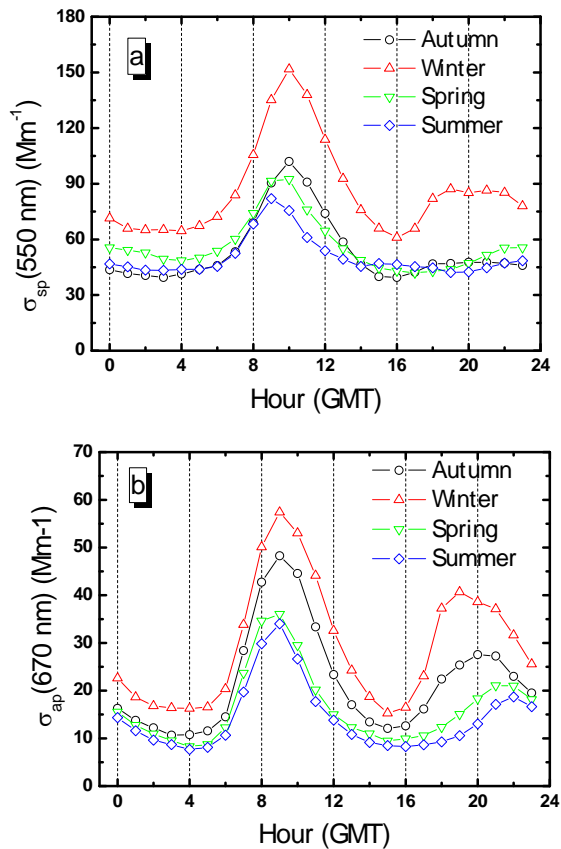 180
150
120
90
60
30
0
σsp(550 nm) (Mm-1)
a
Autumn
Winter
Spring
Summer
0 4 8 12 16 20 24
Hour (GMT)
70
60
50
40
30
20
10
0
σap(670 nm) (Mm-1)
b
Autumn
Winter
Spring
Summer
0 4 8 12 16 20 24
Hour (GMT)